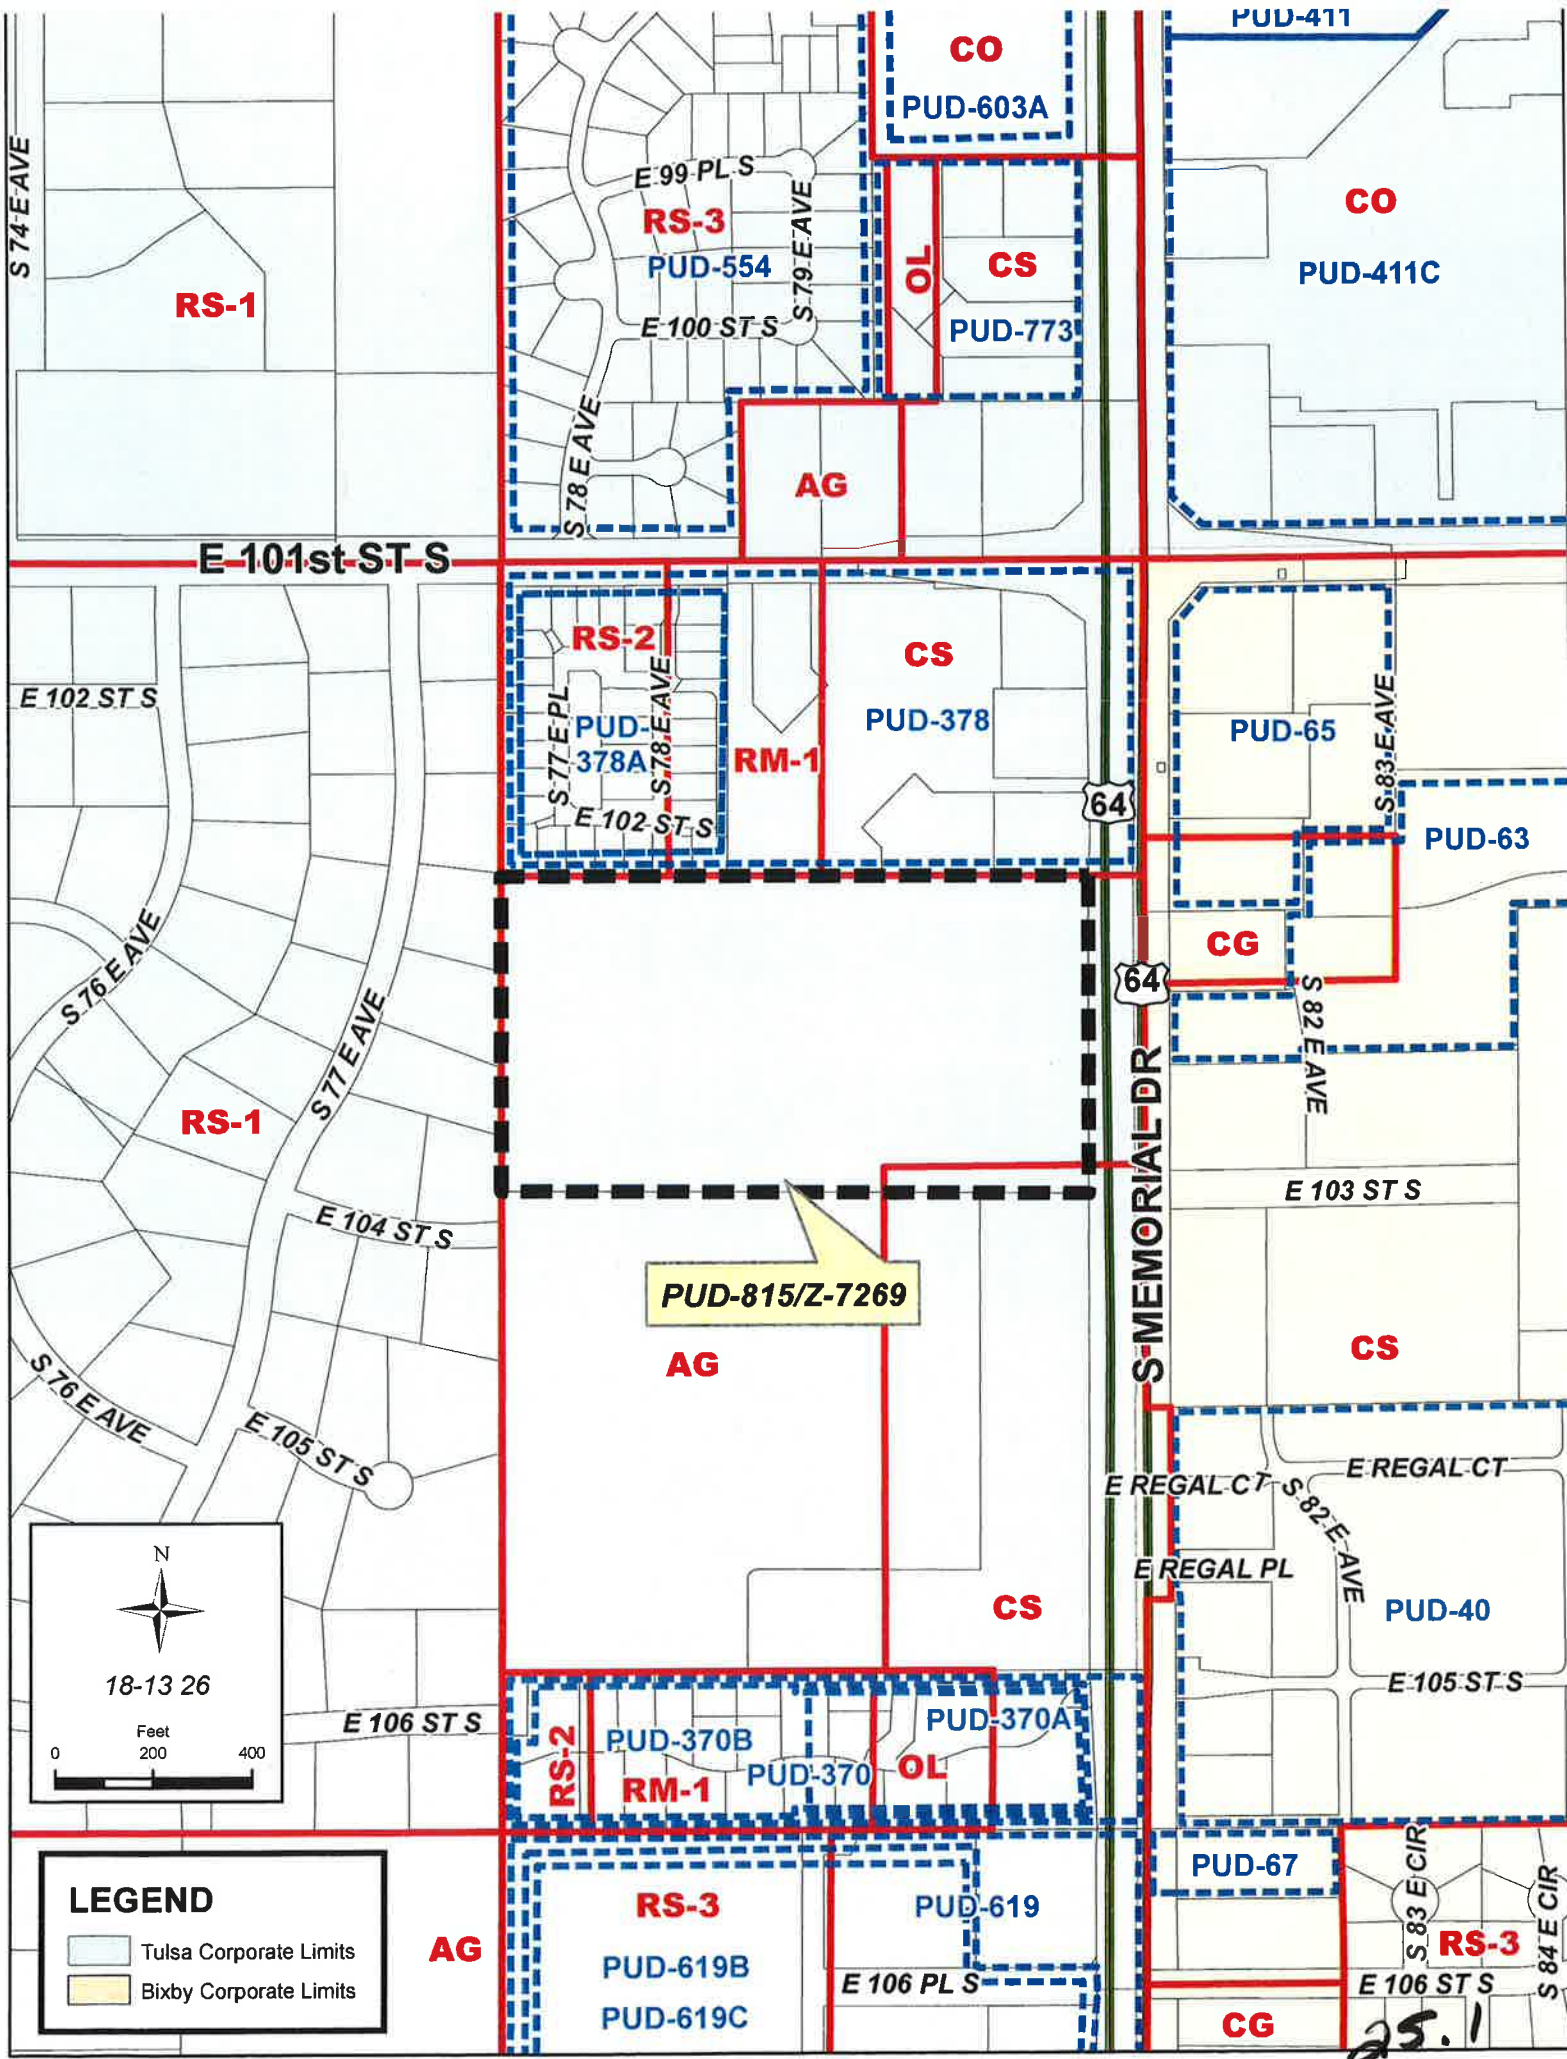 PUD-411
CO
PUD-603A
S 74 E AVE
E 99 PL S
RS-3
S 79 E AVE
PUD-554
OL
CS
CO
PUD-411C
RS-1
E 100 ST S
PUD-773
S 78 E AVE
AG
E 101st ST S
RS-2
CS
E 102 ST S
S 77 E PL
PUD-
378A
S 78 E AVE
RM-1
PUD-378
PUD-65
S 83 E AVE
E 102 ST S
64
PUD-63
S 76 E AVE
CG
64
S 82 E AVE
S 77 E AVE
RS-1
S MEMORIAL DR
E 103 ST S
E 104 ST S
PUD-815/Z-7269
AG
CS
S 76 E AVE
E 105 ST S
E REGAL CT
S 82 E AVE
E REGAL CT
E REGAL PL
N
18-13 26
Feet
0 200 400
CS
PUD-40
E 105 ST S
E 106 ST S
RS-2
PUD-370B
RM-1
PUD-370
OL
PUD-370A
PUD-67
S 83 E CIR
S 84 E CIR
RS-3
LEGEND
Tulsa Corporate Limits
Bixby Corporate Limits
AG
RS-3
PUD-619
PUD-619B
PUD-619C
E 106 PL S
E 106 ST S
CG
25.1